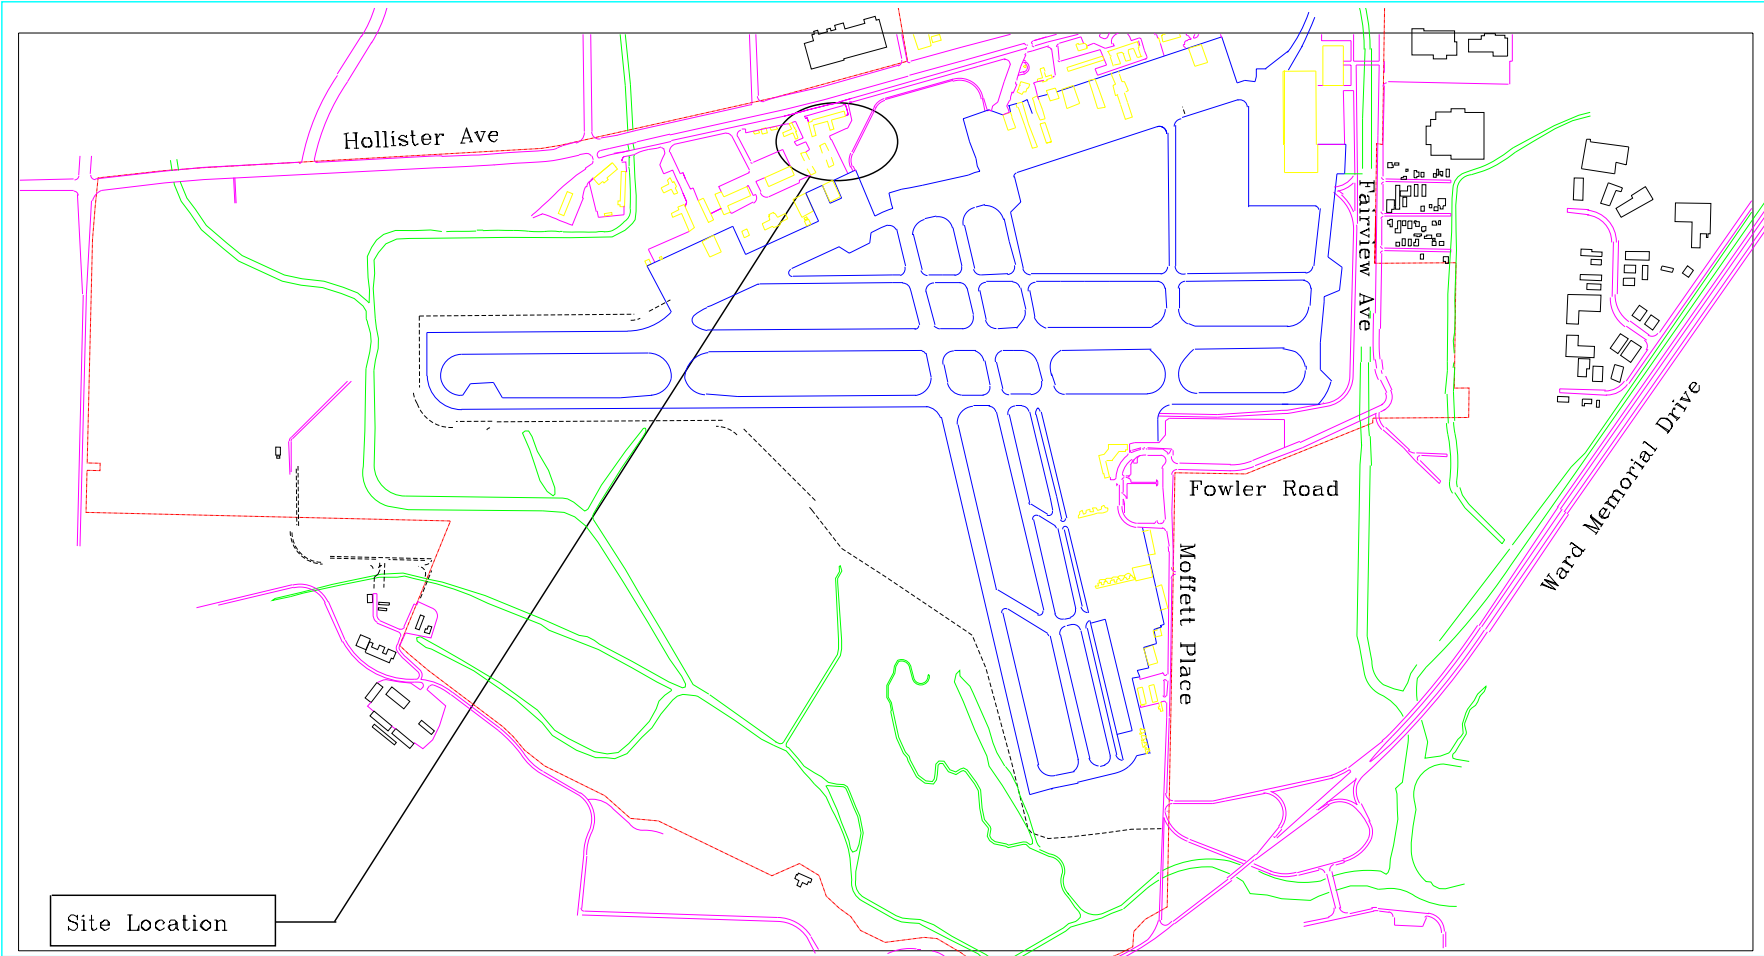 Hollister Ave
Fairview Ave
Ward Memorial Drive
Fowler Road
Moffett Place
Site Location